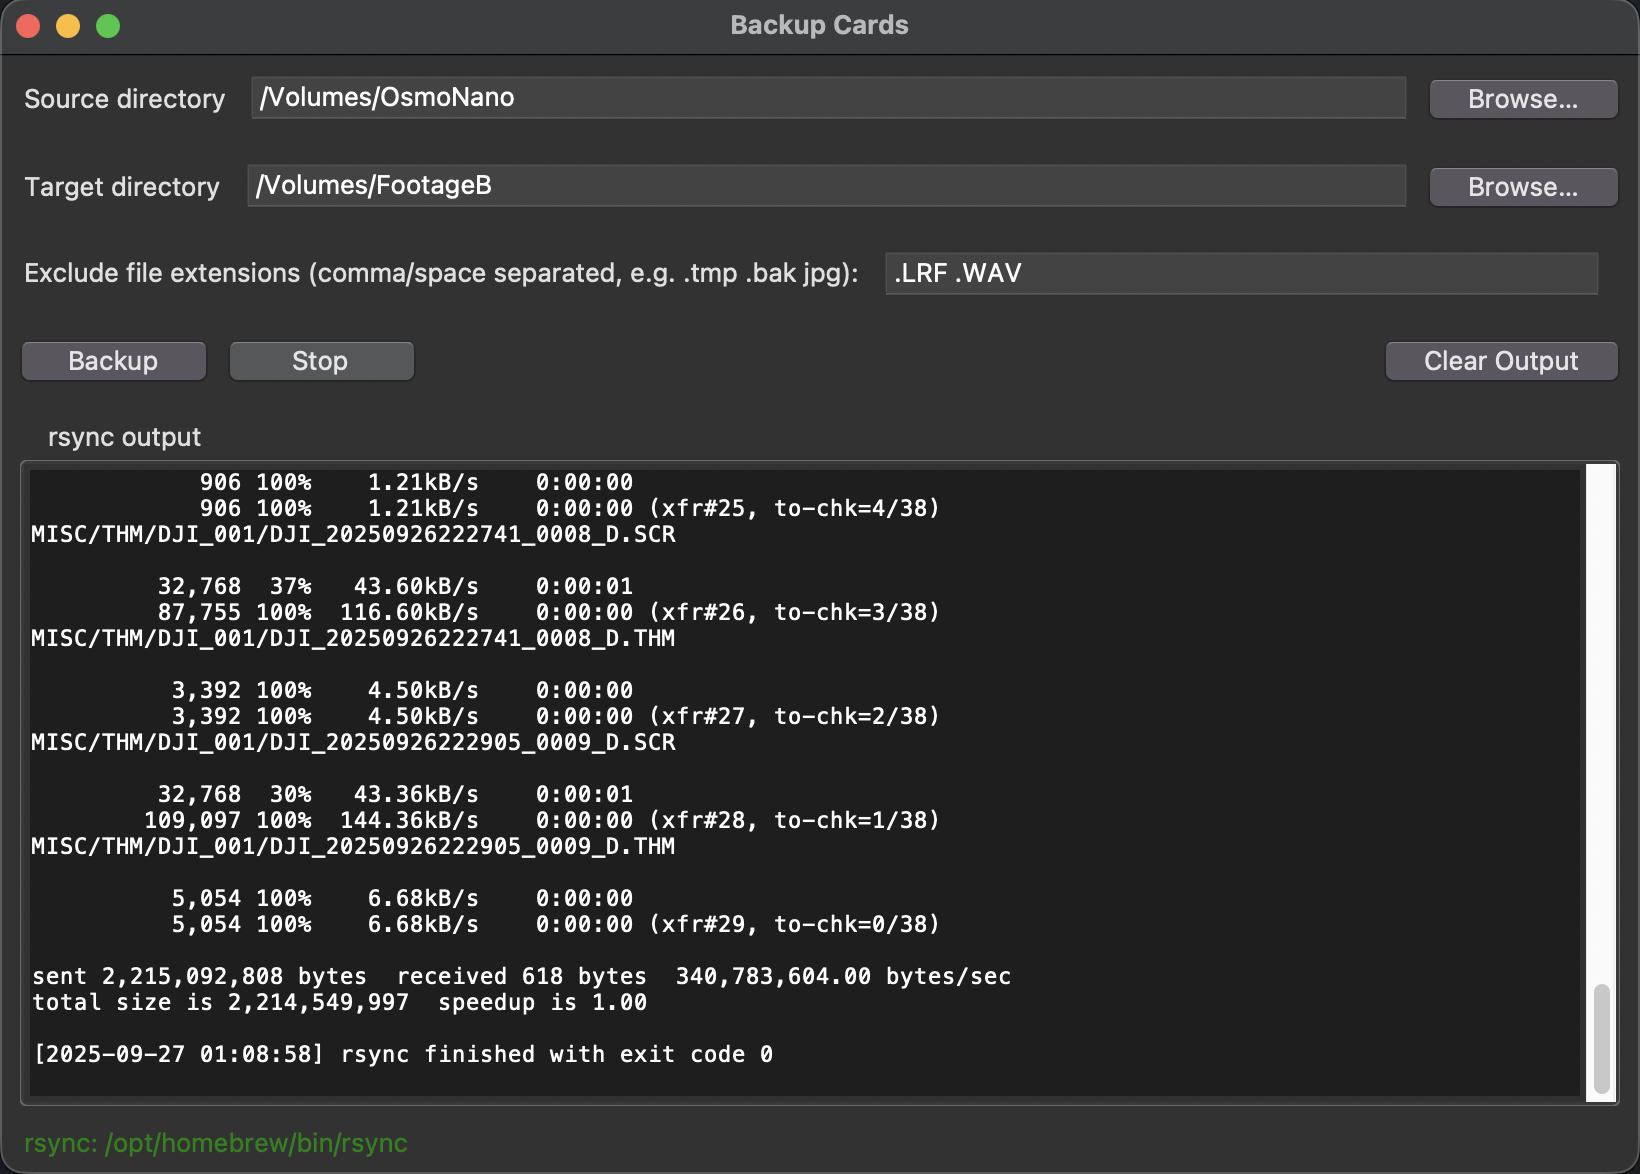 Backup Cards
Source directory /Volumes/OsmoNano Browse...
Target directory /Volumes/FootageB Browse...
Exclude file extensions (comma/space separated, e.g. .tmp .bak jpg): .LRF .WAV
Backup Stop Clear Output
rsync output
906 100% 1.21kB/s 0:00:00
906 100% 1.21kB/s 0:00:00 (xfr#25, to-chk=4/38)
MISC/THM/DJI_001/DJI_20250926222741_0008_D.SCR
32,768 37% 43.60kB/s 0:00:01
87,755 100% 116.60kB/s 0:00:00 (xfr#26, to-chk=3/38)
MISC/THM/DJI_001/DJI_20250926222741_0008_D.THM
3,392 100% 4.50kB/s 0:00:00
3,392 100% 4.50kB/s 0:00:00 (xfr#27, to-chk=2/38)
MISC/THM/DJI_001/DJI_20250926222905_0009_D.SCR
32,768 30% 43.36kB/s 0:00:01
109,097 100% 144.36kB/s 0:00:00 (xfr#28, to-chk=1/38)
MISC/THM/DJI_001/DJI_20250926222905_0009_D.THM
5,054 100% 6.68kB/s 0:00:00
5,054 100% 6.68kB/s 0:00:00 (xfr#29, to-chk=0/38)
sent 2,215,092,808 bytes received 618 bytes 340,783,604.00 bytes/sec
total size is 2,214,549,997 speedup is 1.00
[2025-09-27 01:08:58] rsync finished with exit code 0
rsync: /opt/homebrew/bin/rsync